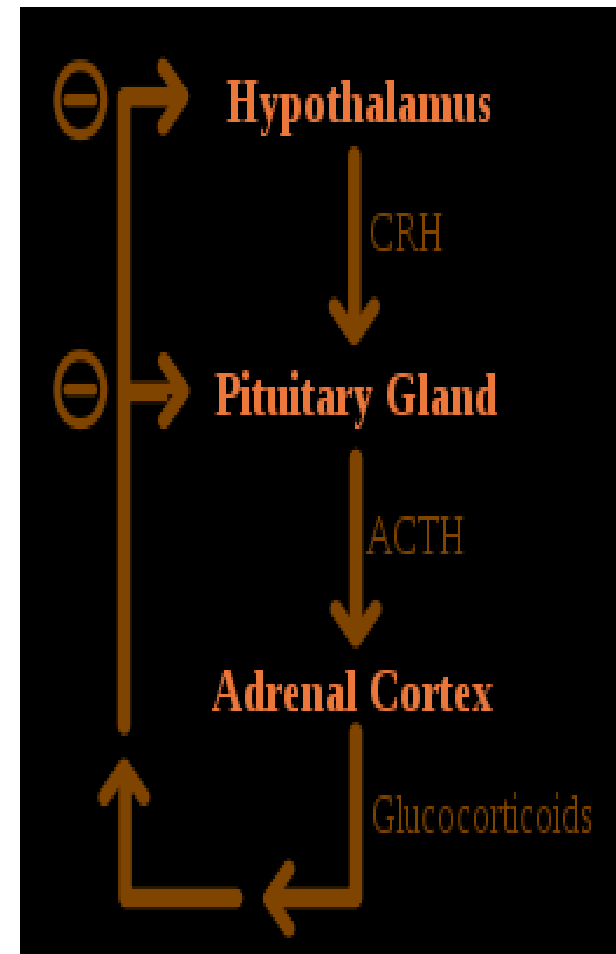 Hypothalamus
CRH
Pituitary Gland
ACTH
Adrenal Cortex
Glucocorticoids